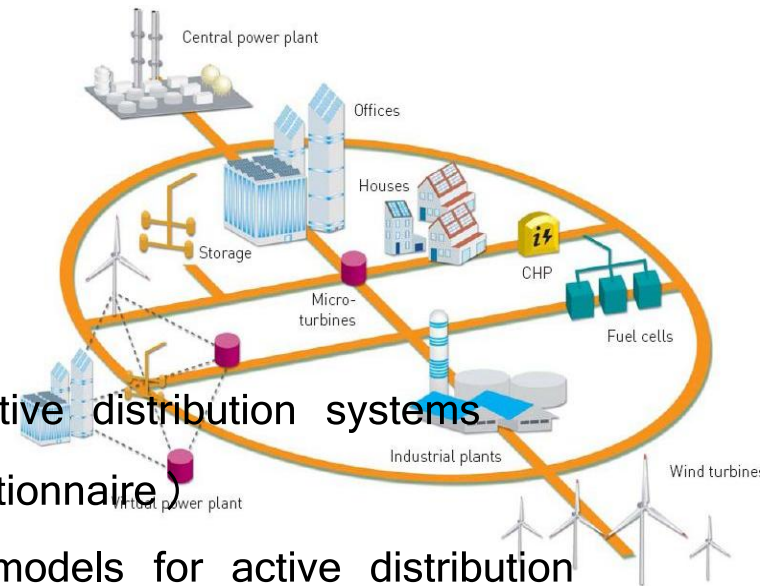 Central power plant
Offices
Houses
Storage
CHP
Micro-
turbines
Fuel cells
tive distribution systems
Industrial plants
Wind turbines
tionnaire）
Virtual power plant
models for active distribution